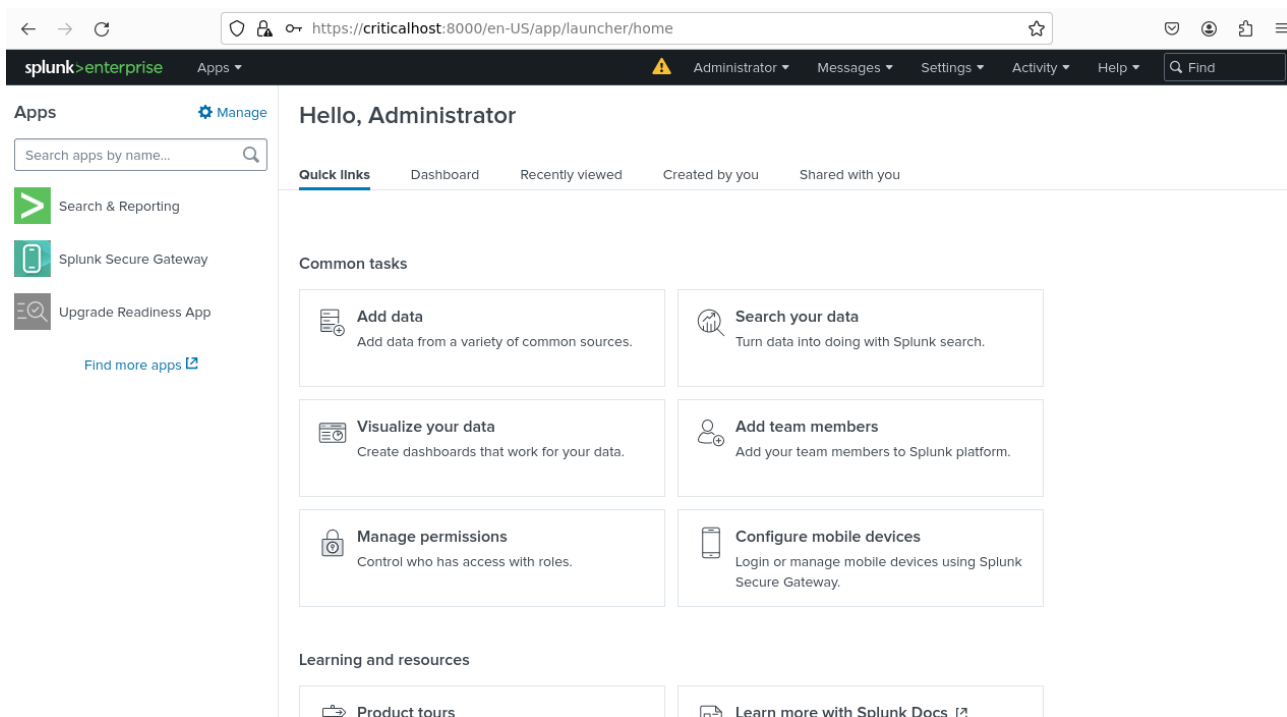 https://criticalhost:8000/en-US/app/launcher/home
splunk>enterprise Apps Administrator Messages Settings Activity Help Find
Apps Manage
Search apps by name...
Search & Reporting
Splunk Secure Gateway
Upgrade Readiness App
Find more apps
Hello, Administrator
Quick links Dashboard Recently viewed Created by you Shared with you
Common tasks
Add data
Add data from a variety of common sources.
Search your data
Turn data into doing with Splunk search.
Visualize your data
Create dashboards that work for your data.
Add team members
Add your team members to Splunk platform.
Manage permissions
Control who has access with roles.
Configure mobile devices
Login or manage mobile devices using Splunk
Secure Gateway.
Learning and resources
Product tours
Learn more with Splunk Docs